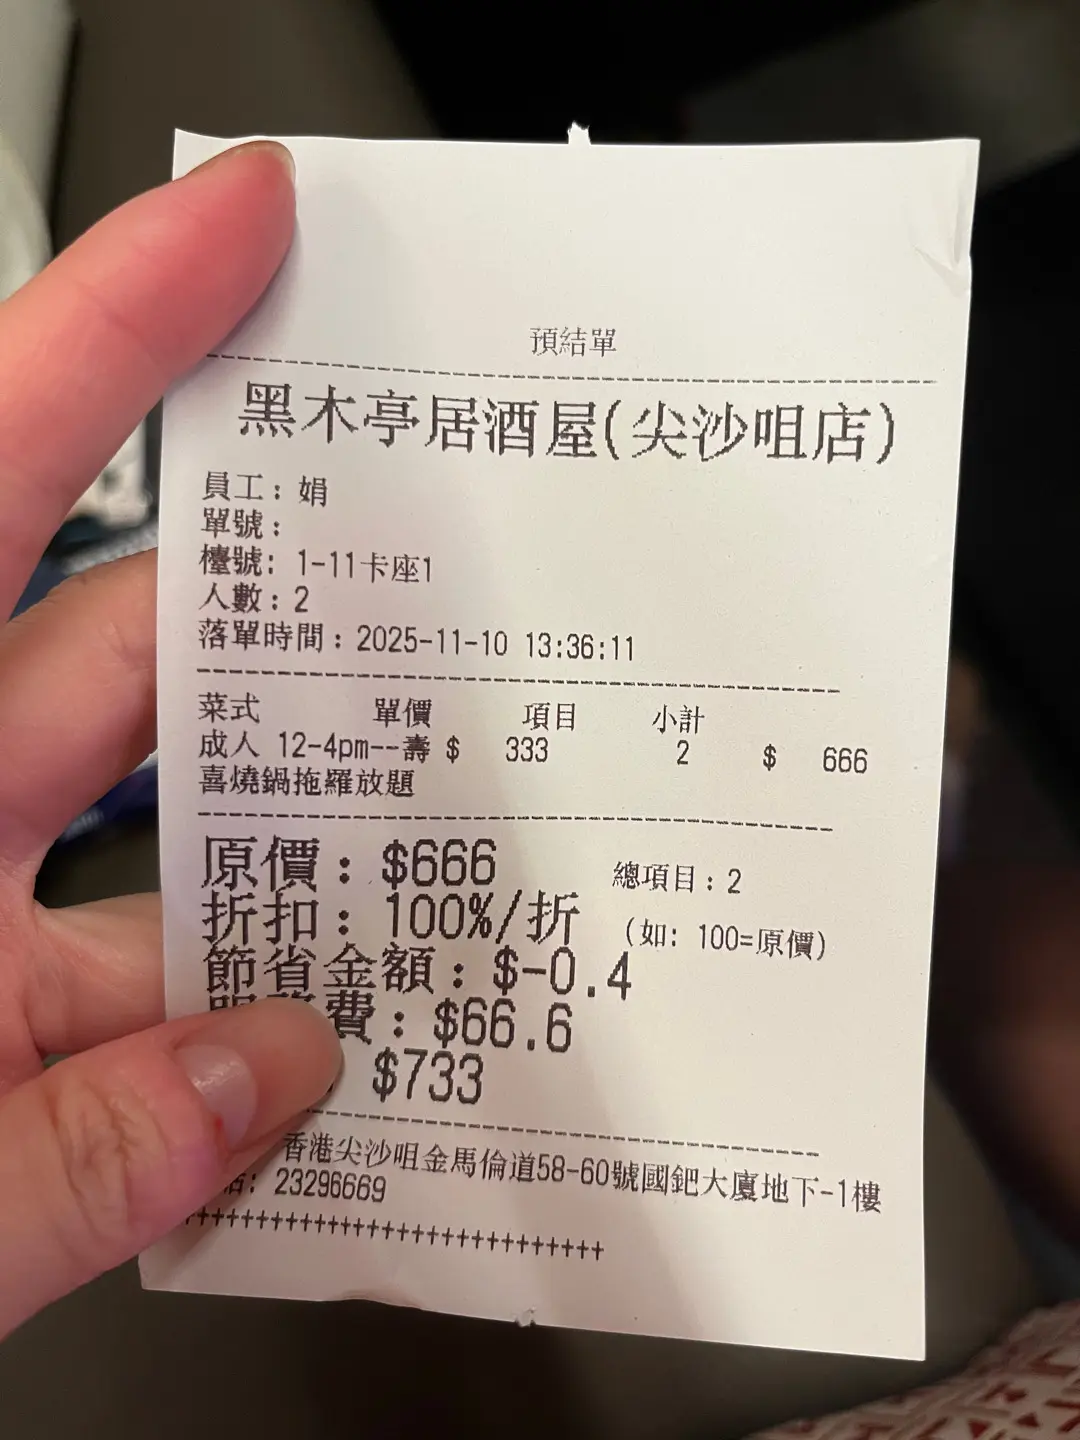 預結單
黑木亭居酒屋(尖沙咀店)
員工: 娟
單號:
檯號: 1-11卡座1
人數: 2
落單時間: 2025-11-10 13:36:11
菜式 單價 項目 小計
成人 12-4pm--壽 $ 333 2 $ 666
喜燒鍋拖羅放題
原價: $666 總項目: 2
折扣: 100%/折 (如: 100=原價)
節省金額: $-0.4
費: $66.6
$733
香港尖沙咀金馬倫道58-60號國鈀大廈地下-1樓
: 23296669
++++++++++++++++++++++++++++